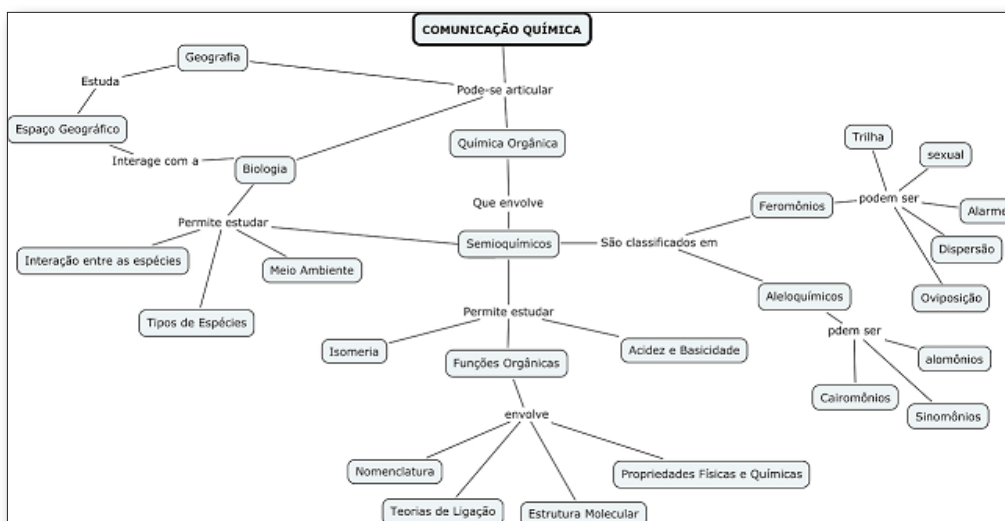 COMUNICAÇÃO QUÍMICA
Geografia
Estuda
Pode-se articular
Espaço Geográfico
Interage com a
Biologia
Química Orgânica
Trilha
sexual
Permite estudar
Que envolve
Feromônios
podem ser
Alarme
Interação entre as espécies
Meio Ambiente
Semioquímicos
São classificados em
Dispersão
Tipos de Espécies
Aleloquímicos
Oviposição
Permite estudar
pdem ser
Isomeria
Funções Orgânicas
Acidez e Basicidade
alomônios
Cairomônios
Sinomônios
envolve
Nomenclatura
Propriedades Físicas e Químicas
Teorias de Ligação
Estrutura Molecular